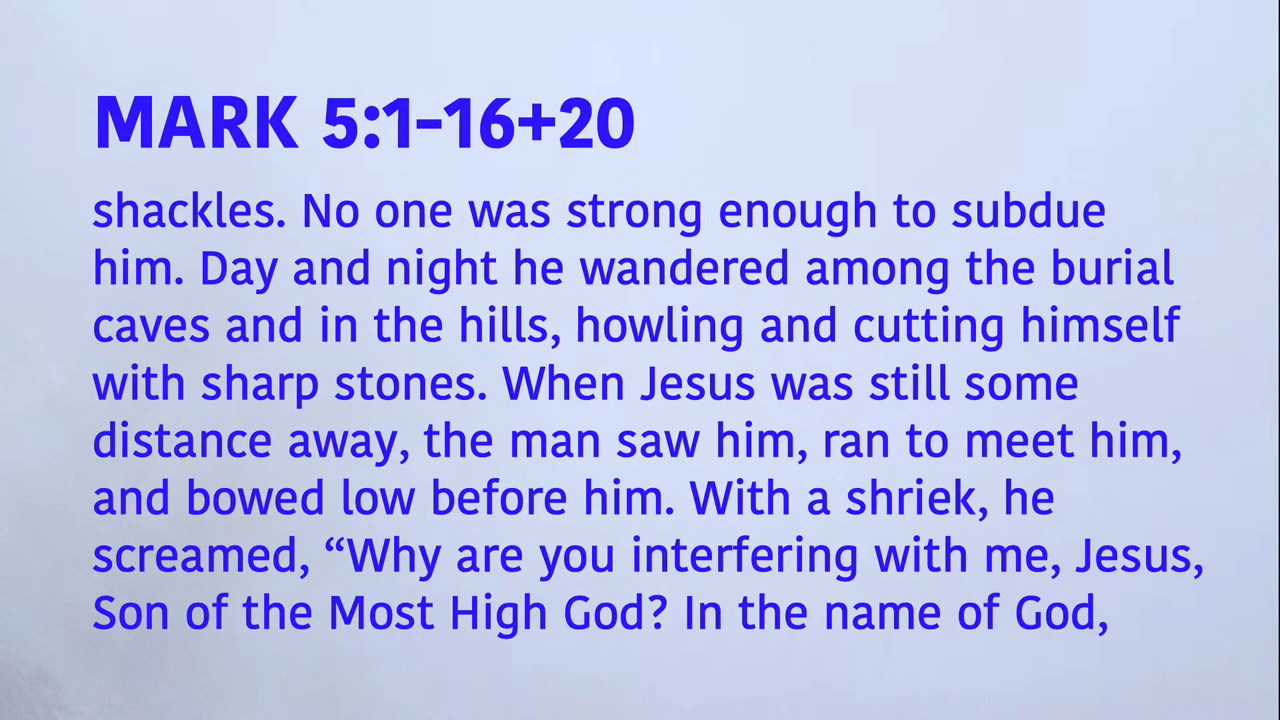 MARK 5:1-16+20
shackles. No one was strong enough to subdue
him. Day and night he wandered among the burial
caves and in the hills, howling and cutting himself
with sharp stones. When Jesus was still some
distance away, the man saw him, ran to meet him,
and bowed low before him. With a shriek, he
screamed, “Why are you interfering with me, Jesus,
Son of the Most High God? In the name of God,